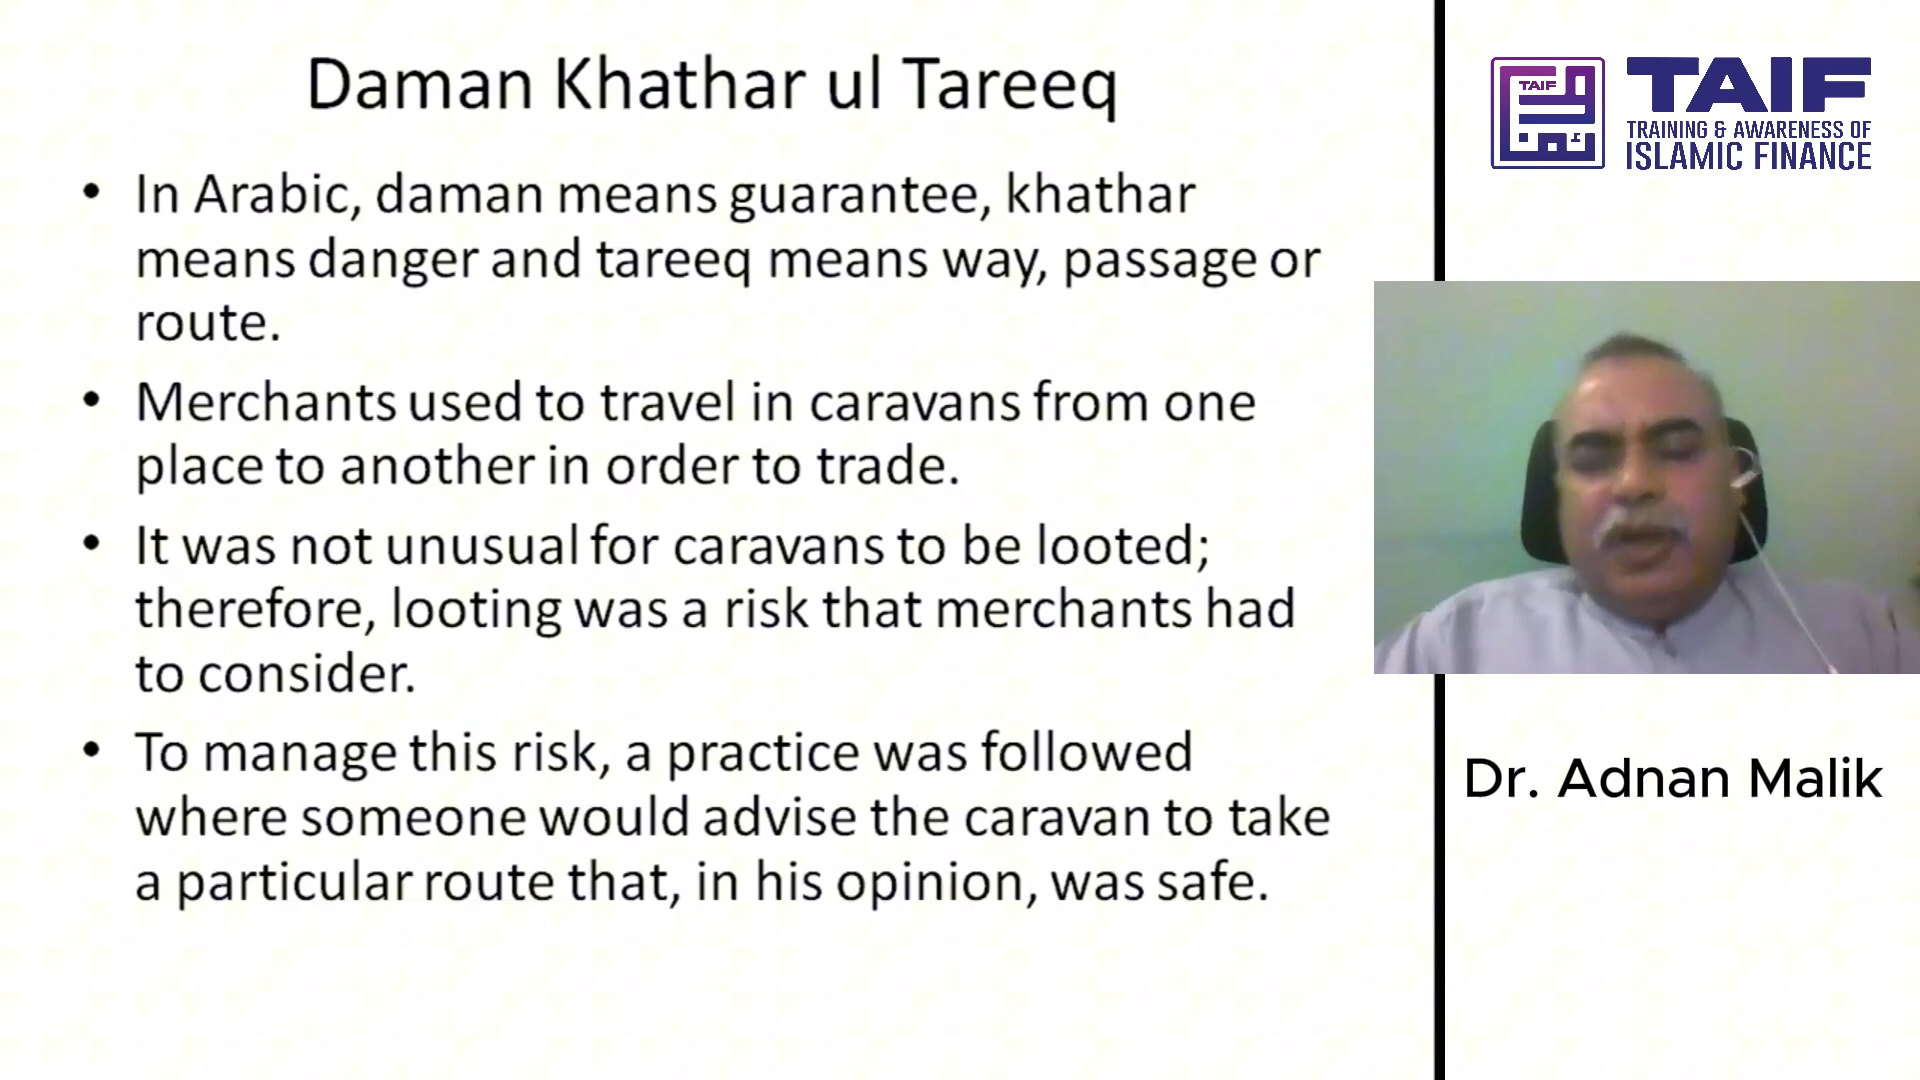 Daman Khathar ul Tareeq
• In Arabic, daman means guarantee, khathar
means danger and tareeq means way, passage or
route.
• Merchants used to travel in caravans from one
place to another in order to trade.
• It was not unusual for caravans to be looted;
therefore, looting was a risk that merchants had
to consider.
• To manage this risk, a practice was followed
where someone would advise the caravan to take
a particular route that, in his opinion, was safe.
TAIF
TAIF
TRAINING & AWARENESS OF
ISLAMIC FINANCE
Dr. Adnan Malik